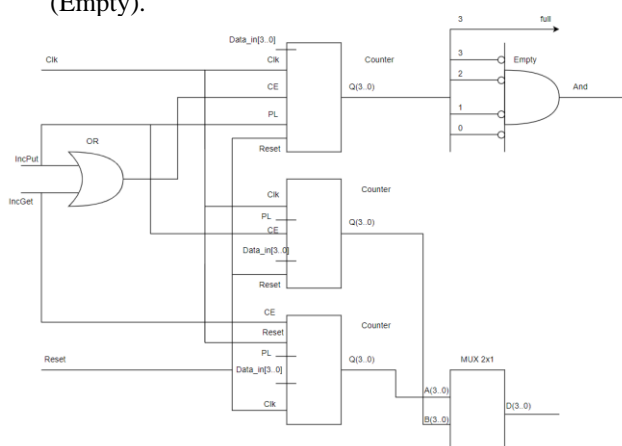 (Empty).
3 full
Data_in[3..0]
Clk
Clk
Counter
3
Empty
2
CE
Q(3..0)
And
PL
1
OR
0
Reset
IncPut
IncGet
Clk
Counter
PL
CE
Q(3..0)
Data_in[3..0]
Reset
CE
Counter
Reset
Reset
PL
Q(3..0)
MUX 2x1
Data_in[3..0]
A(3..0)
D(3..0)
Clk
B(3..0)